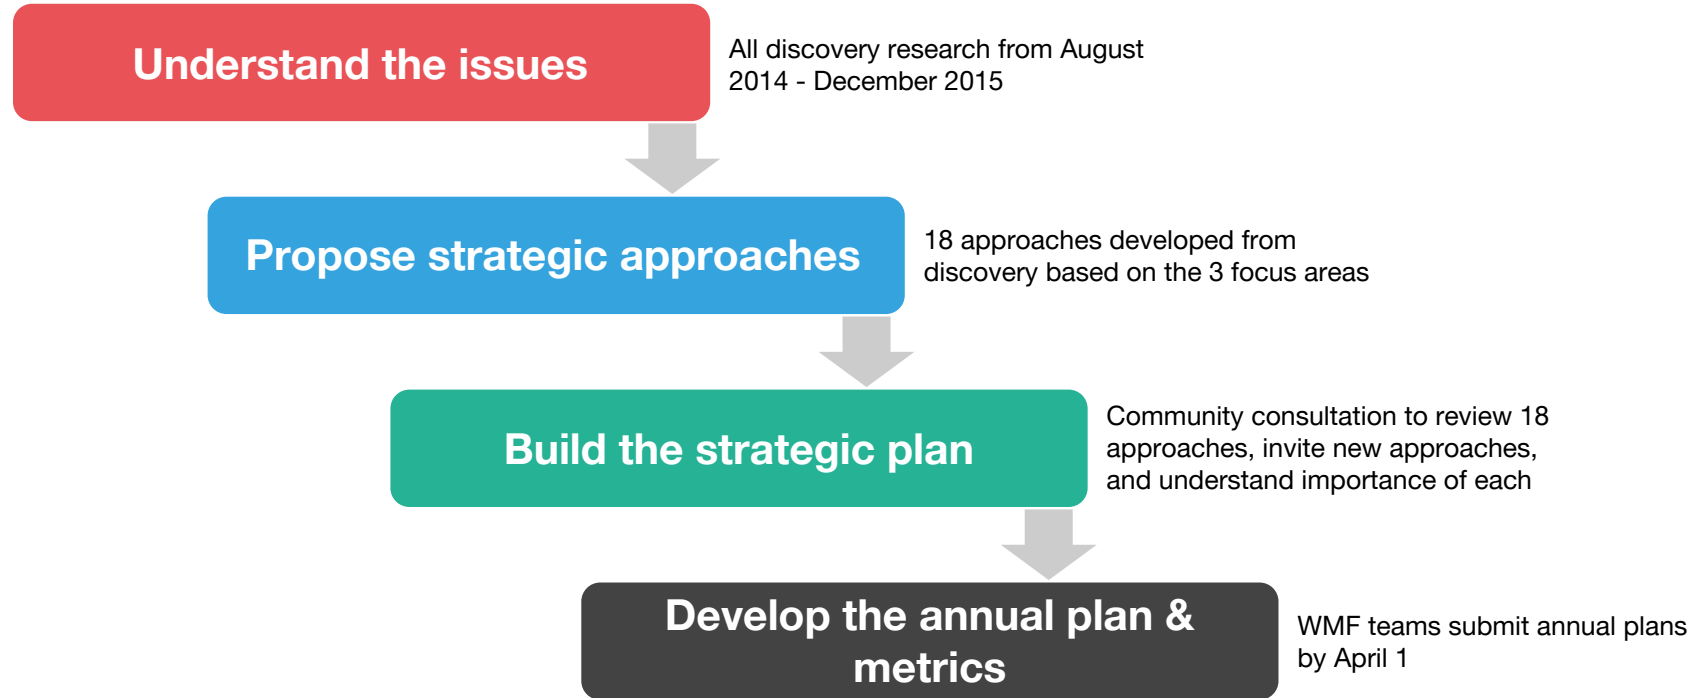 Understand the issues
All discovery research from August
2014 - December 2015
Propose strategic approaches
18 approaches developed from
discovery based on the 3 focus areas
Build the strategic plan
Community consultation to review 18
approaches, invite new approaches,
and understand importance of each
Develop the annual plan &
metrics
WMF teams submit annual plans
by April 1